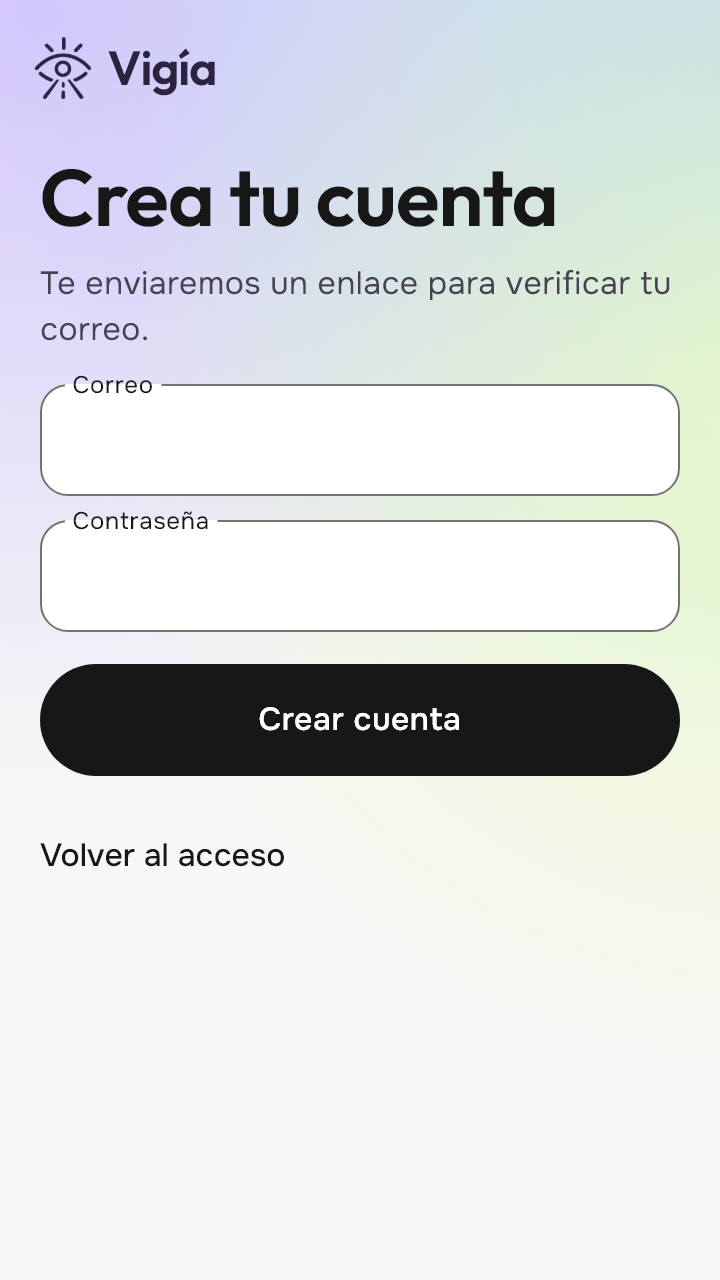 Vigía
Crea tu cuenta
Te enviaremos un enlace para verificar tu
correo.
Correo
Contraseña
Crear cuenta
Volver al acceso